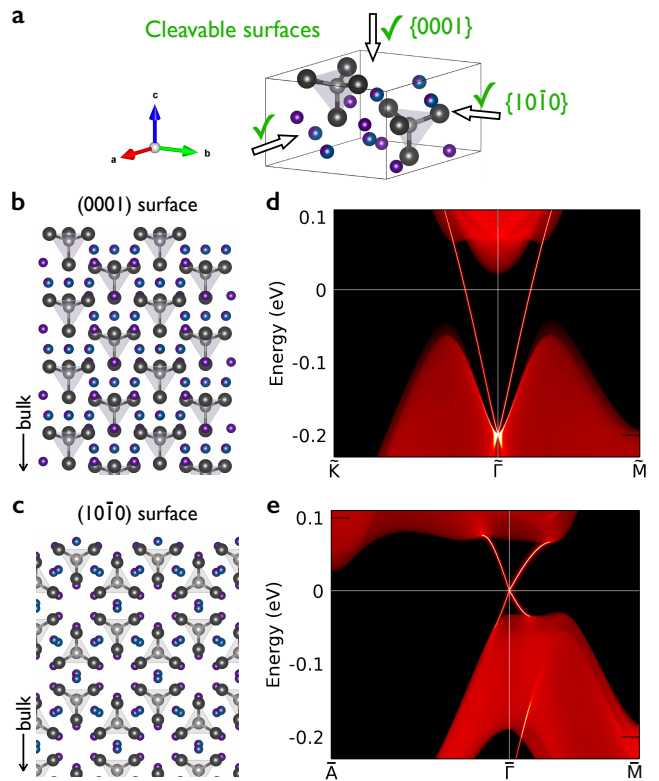 a
Cleavable surfaces
✓ {0001}
✓
{101̄0}
✓
c
a
b
b
(0001) surface
bulk
c
(101̄0) surface
bulk
d
0.1
0
-0.1
-0.2
Energy (eV)
K̃
Γ̃
M̃
e
0.1
0
-0.1
-0.2
Energy (eV)
Ā
Γ̄
M̄